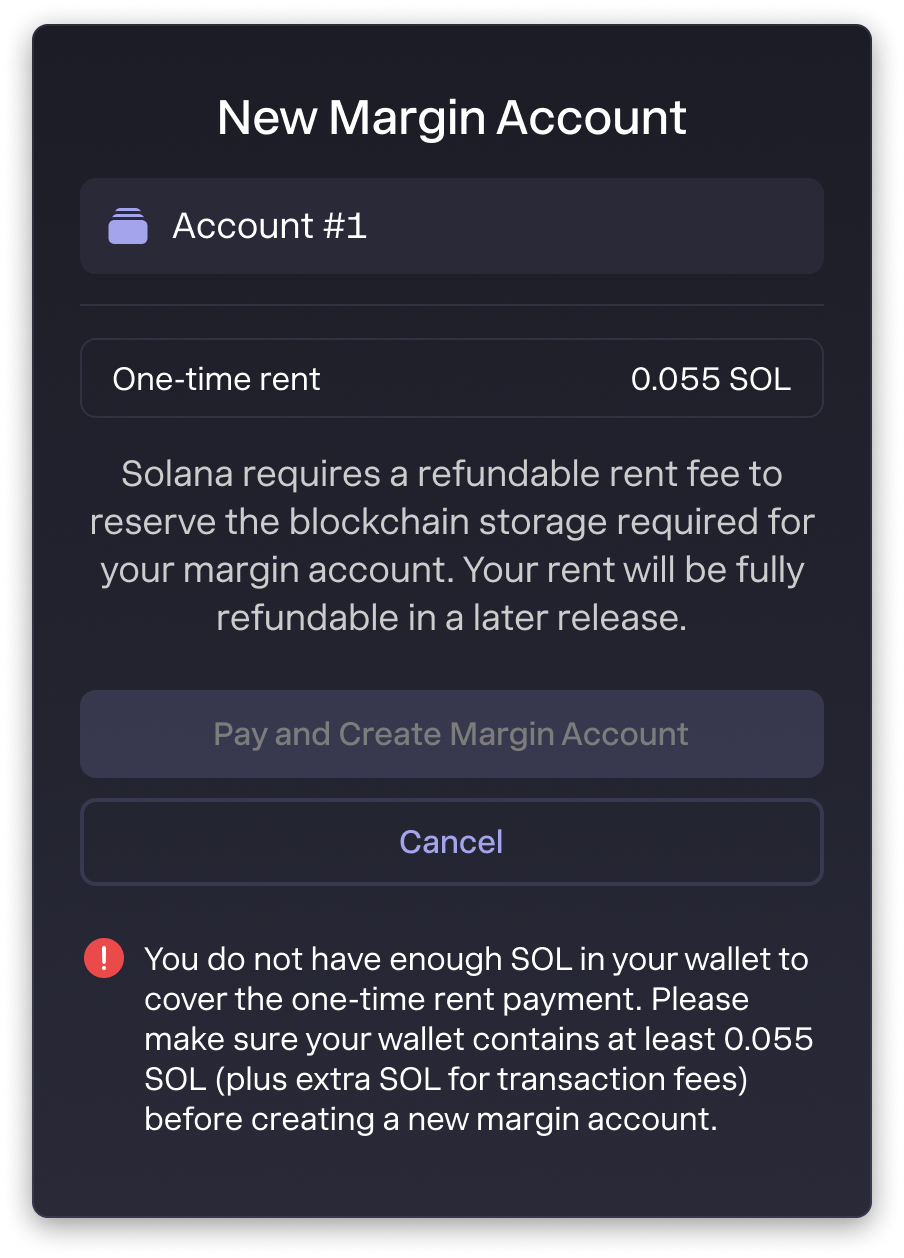 New Margin Account
Account #1
One-time rent 0.055 SOL
Solana requires a refundable rent fee to
reserve the blockchain storage required for
your margin account. Your rent will be fully
refundable in a later release.
Pay and Create Margin Account
Cancel
You do not have enough SOL in your wallet to
cover the one-time rent payment. Please
make sure your wallet contains at least 0.055
SOL (plus extra SOL for transaction fees)
before creating a new margin account.